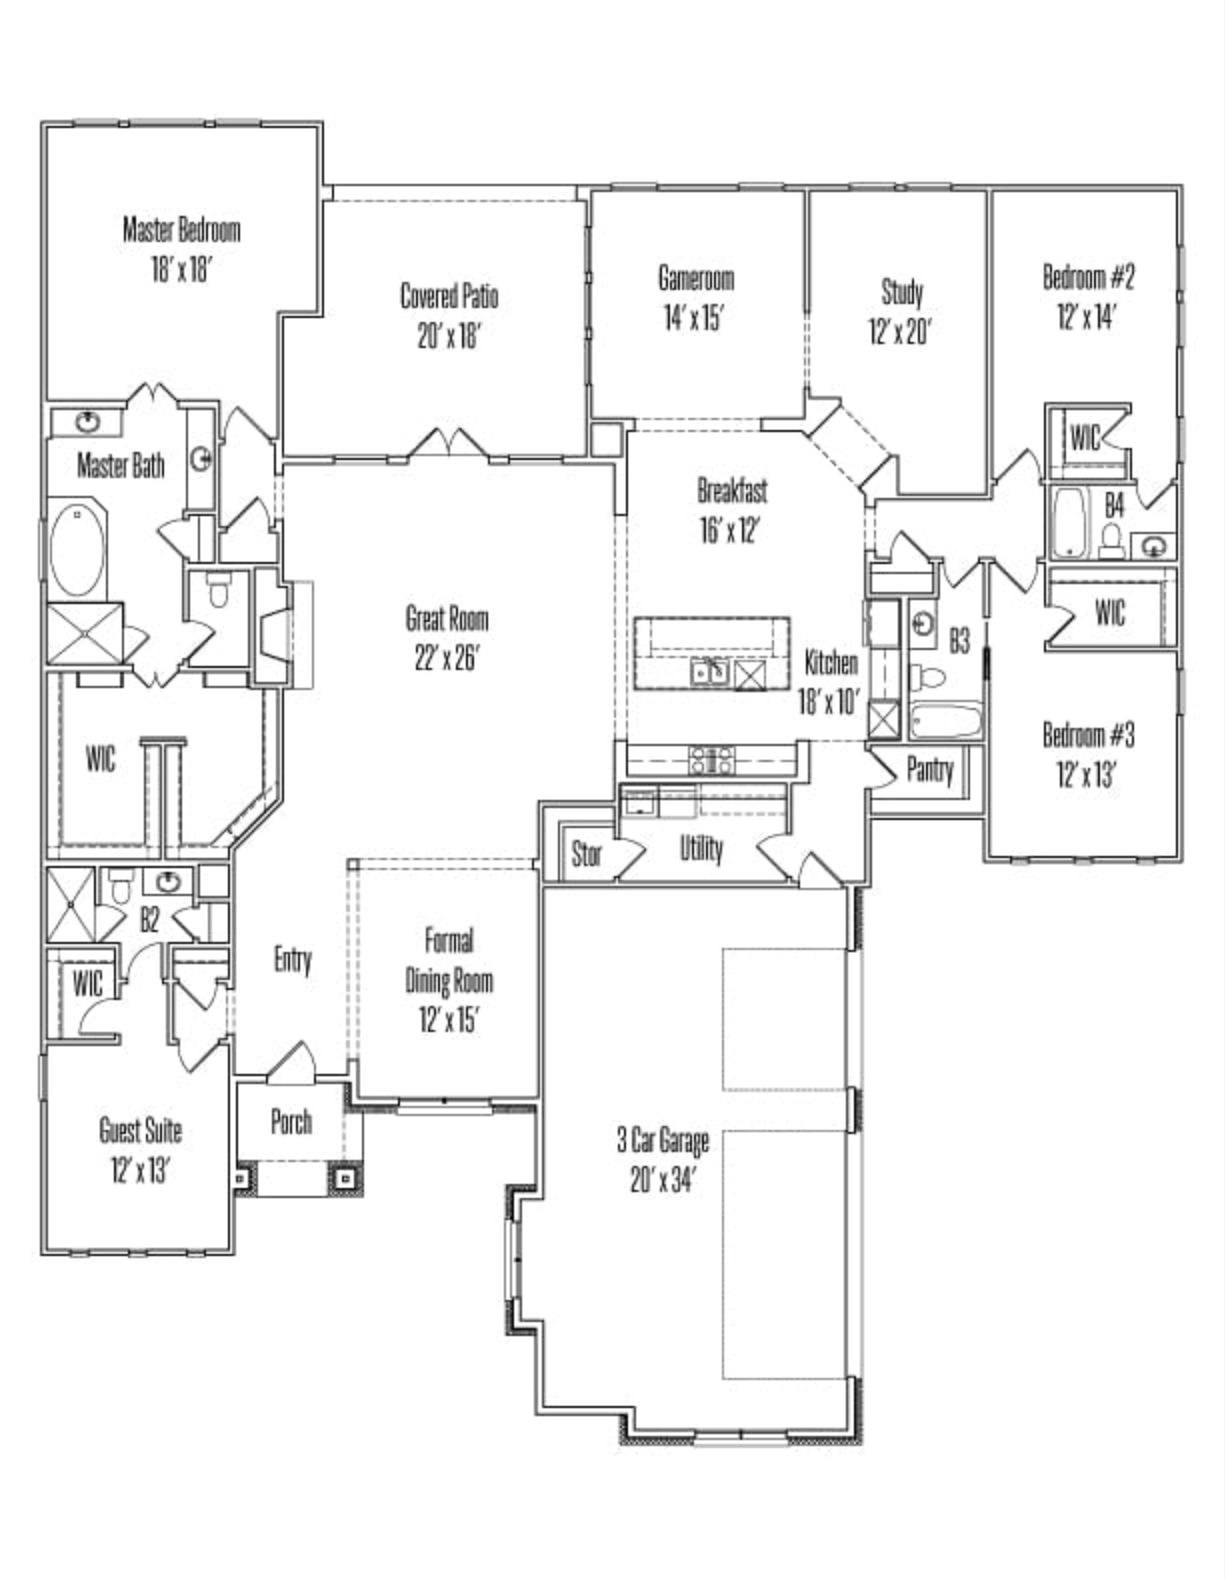 Master Bedroom
18' x 18'
Covered Patio
20' x 18'
Gameroom
14' x 15'
Study
12' x 20'
Bedroom #2
12' x 14'
WIC
Master Bath
Breakfast
16' x 12'
B4
WIC
Great Room
22' x 26'
Kitchen
18' x 10'
B3
WIC
Bedroom #3
12' x 13'
Pantry
Stor
Utility
B2
WIC
Entry
Formal
Dining Room
12' x 15'
Guest Suite
12' x 13'
Porch
3 Car Garage
20' x 34'